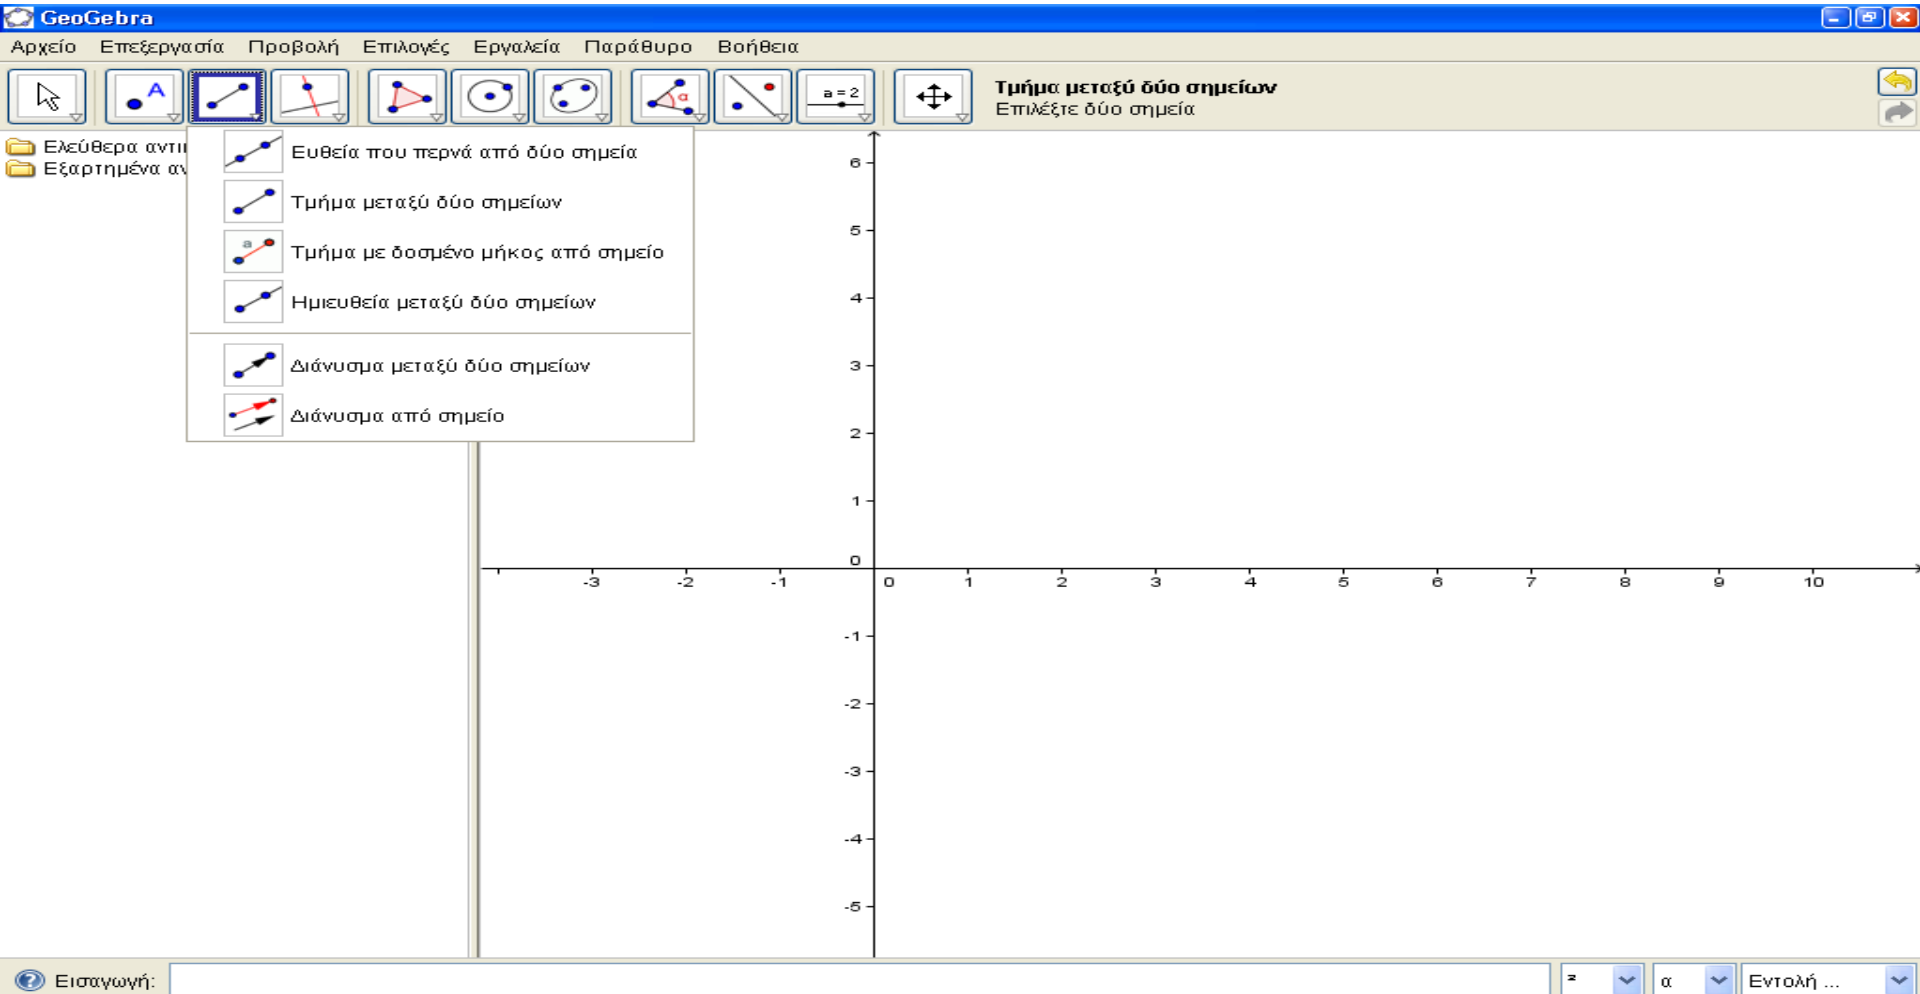 GeoGebra
Αρχείο Επεξεργασία Προβολή Επιλογές Εργαλεία Παράθυρο Βοήθεια
A
α
a = 2
Τμήμα μεταξύ δύο σημείων
Επιλέξτε δύο σημεία
Ελεύθερα
Εξαρτημένα
Ευθεία που περνά από δύο σημεία
Τμήμα μεταξύ δύο σημείων
a
Τμήμα με δοσμένο μήκος από σημείο
Ημιευθεία μεταξύ δύο σημείων
Διάνυσμα μεταξύ δύο σημείων
Διάνυσμα από σημείο
6
5
4
3
2
1
0
-3 -2 -1 0 1 2 3 4 5 6 7 8 9 10
-1
-2
-3
-4
-5
Εισαγωγή:
² α Εντολή ...